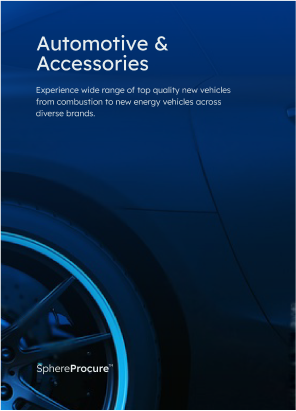 Automotive &
Accessories
Experience wide range of top quality new vehicles
from combustion to new energy vehicles across
diverse brands.
SphereProcure™